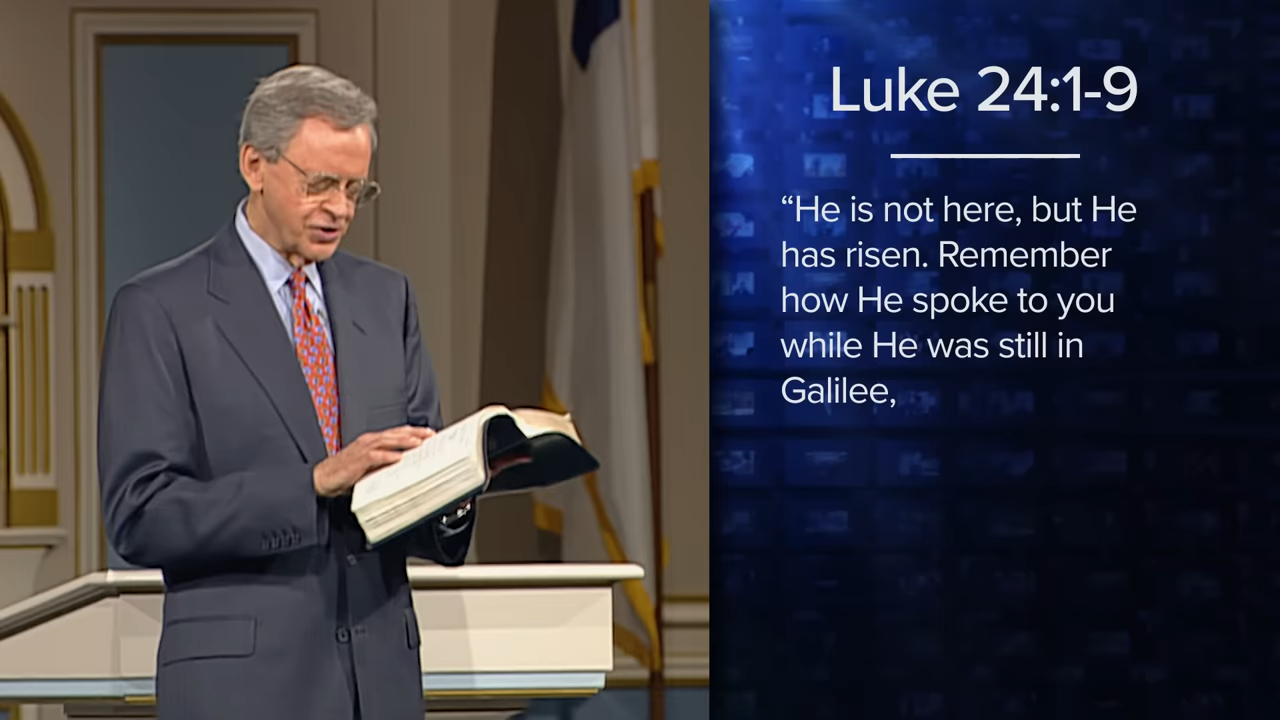 Luke 24:1-9
“He is not here, but He
has risen. Remember
how He spoke to you
while He was still in
Galilee,